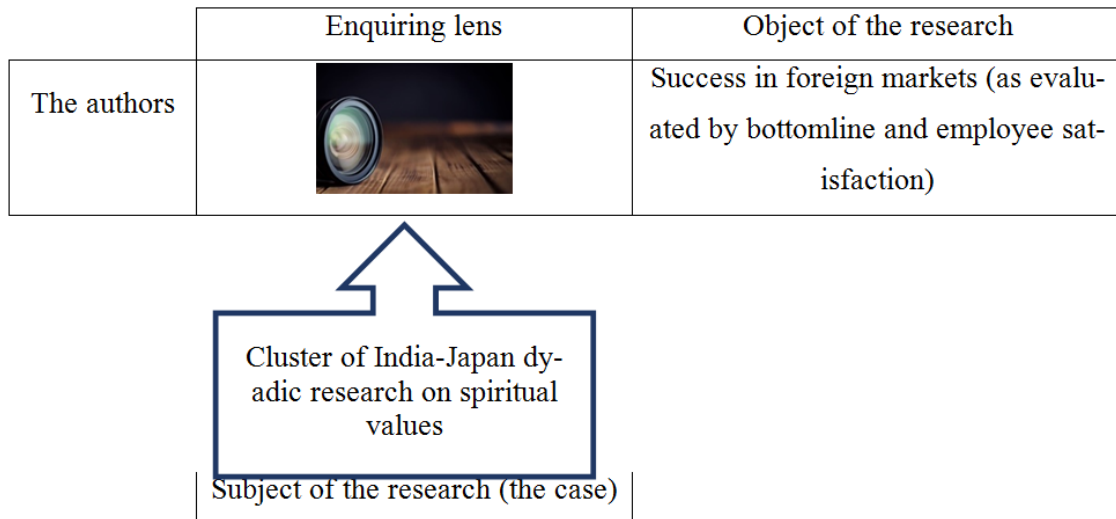 Enquiring lens
Object of the research
The authors
Success in foreign markets (as evalu-
ated by bottomline and employee sat-
isfaction)
Cluster of India-Japan dy-
adic research on spiritual
values
Subject of the research (the case)